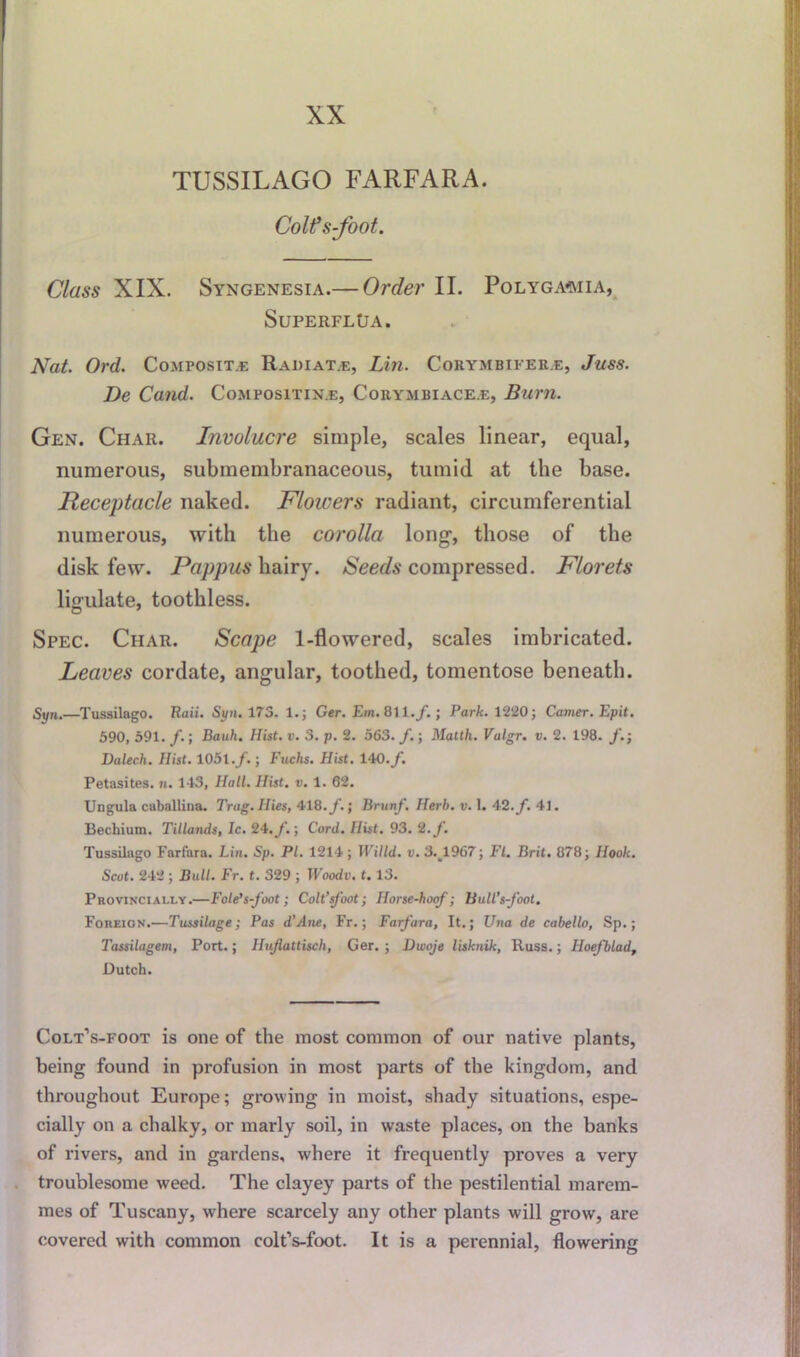 XX
TUSSILAGO FARFARA.
Colt's-foot.
Class XIX. Syngenesia.—Order II. Polygamia,
Superflua.
Nat. Ord. Compositæ Radiatæ, Lin. Corymbiferæ, Juss.
De Cand. Compositinæ, Corymbiaceæ, Burn.
Gen. Char. Involucre simple, scales linear, equal,
numerous, submembranaceous, tumid at the base.
Receptacle naked. Flowers radiant, circumferential
numerous, with the corolla long, those of the
disk few. Pappus hairy. Seeds compressed. Florets
ligulate, toothless.
Spec. Char. Scape 1-flowered, scales imbricated.
Leaves cordate, angular, toothed, tomentose beneath.
Syn.—Tussilago. Raii. Syn. 173. 1.; Ger. Em. 811. f.; Park. 1220; Camer. Epit.
590, 591. f.; Bauh. Hist. v. 3. p. 2. 563. f.; Matth. Valgr. v. 2. 198. f.;
Dalech. Hist. 1051. f.; Fuchs. Hist. 140. f.
Petasites. n. 143, Hall. Hist. v. 1. 62.
Ungula caballina. Trag. Hies, 418. f.; Brunf. Herb. v. 1. 42. f. 41.
Bechium. Tillands, Ic. 24. f.; Cord. Hist. 93. 2. f.
Tussilago Farfara. Lin. Sp. Pl. 1214; Willd. v. 3. 1967; Fl. Brit. 878; Hook.
Scot. 242; Bull. Fr. t. 329; Woodv. t. 13.
Provincially.—Fole's-foot; Colt'sfoot; Horse-hoof; Bull's-foot.
Foreign.—Tussilage; Pas d'Ane, Fr.; Farfara, It.; Una de cabello, Sp.;
Tassilagem, Port.; Huflattisch, Ger.; Dwoje lisknik, Russ.; Hoefblad,
Dutch.
Colt's-foot is one of the most common of our native plants,
being found in profusion in most parts of the kingdom, and
throughout Europe; growing in moist, shady situations, espe-
cially on a chalky, or marly soil, in waste places, on the banks
of rivers, and in gardens, where it frequently proves a very
troublesome weed. The clayey parts of the pestilential marem-
mes of Tuscany, where scarcely any other plants will grow, are
covered with common colt's-foot. It is a perennial, flowering